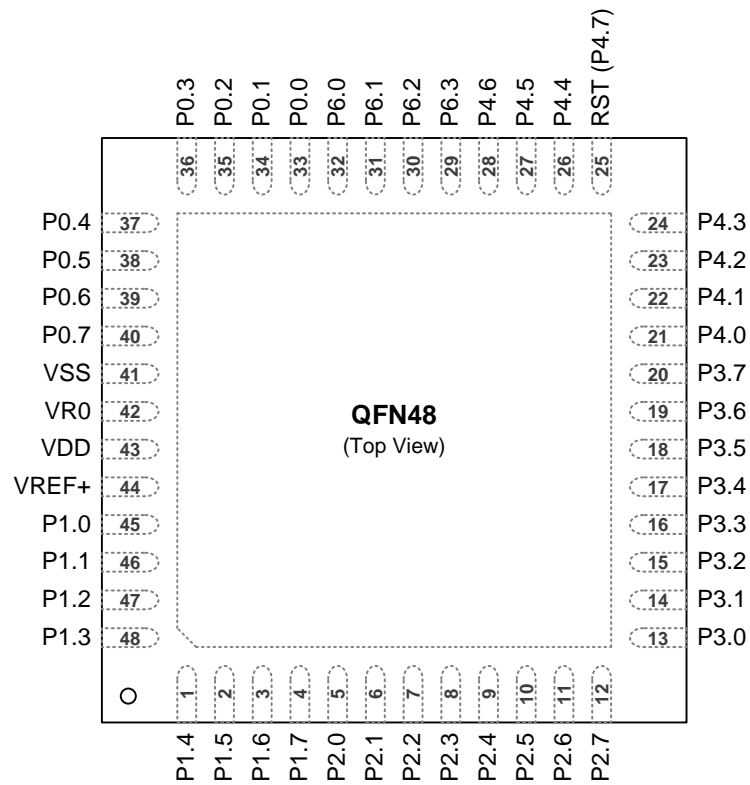 P0.3
P0.2
P0.1
P0.0
P6.0
P6.1
P6.2
P6.3
P4.6
P4.5
P4.4
RST (P4.7)
36
35
34
33
32
31
30
29
28
27
26
25
P0.4 37
P0.5 38
P0.6 39
P0.7 40
VSS 41
VR0 42
VDD 43
VREF+ 44
P1.0 45
P1.1 46
P1.2 47
P1.3 48
QFN48
(Top View)
24 P4.3
23 P4.2
22 P4.1
21 P4.0
20 P3.7
19 P3.6
18 P3.5
17 P3.4
16 P3.3
15 P3.2
14 P3.1
13 P3.0
1
2
3
4
5
6
7
8
9
10
11
12
P1.4
P1.5
P1.6
P1.7
P2.0
P2.1
P2.2
P2.3
P2.4
P2.5
P2.6
P2.7